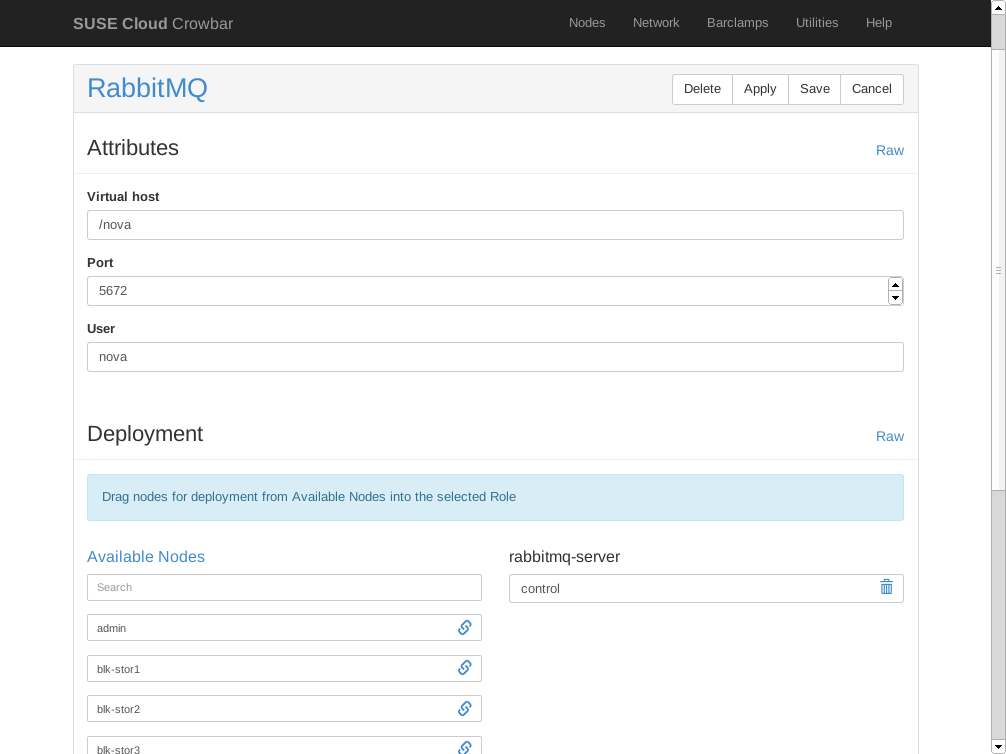 SUSE Cloud Crowbar Nodes Network Barclamps Utilities Help
RabbitMQ Delete Apply Save Cancel
Attributes Raw
Virtual host
/nova
Port
5672
User
nova
Deployment Raw
Drag nodes for deployment from Available Nodes into the selected Role
Available Nodes rabbitmq-server
Search control
admin
blk-stor1
blk-stor2
blk-stor3